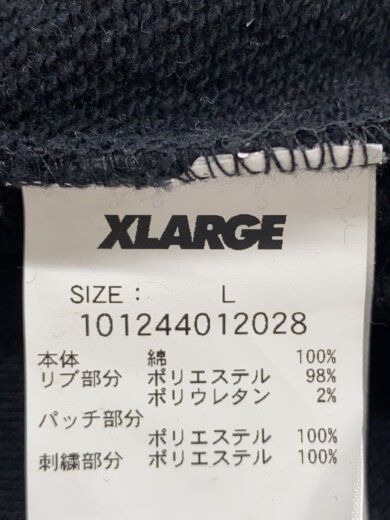 XLARGE
SIZE : L
101244012028
本体 綿 100%
リブ部分 ポリエステル 98%
ポリウレタン 2%
パッチ部分
ポリエステル 100%
刺繍部分 ポリエステル 100%